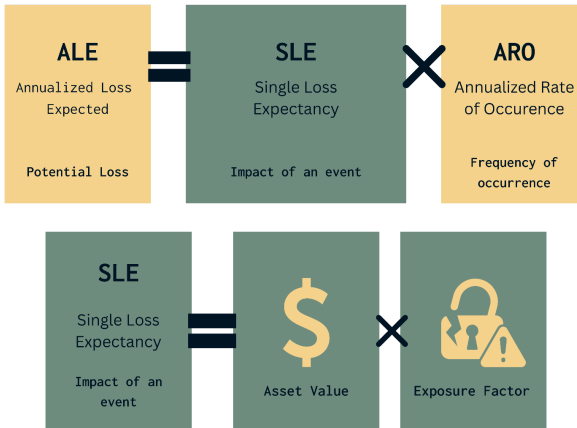 ALE
Annualized Loss
Expected
Potential Loss
=
SLE
Single Loss
Expectancy
Impact of an event
×
ARO
Annualized Rate
of Occurence
Frequency of
occurrence
SLE
Single Loss
Expectancy
Impact of an
event
=
$
Asset Value
×
!
Exposure Factor